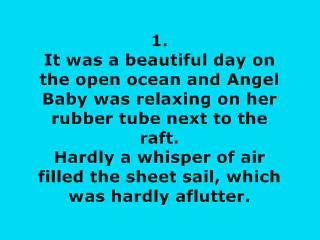 1.
It was a beautiful day on
the open ocean and Angel
Baby was relaxing on her
rubber tube next to the
raft.
Hardly a whisper of air
filled the sheet sail, which
was hardly aflutter.